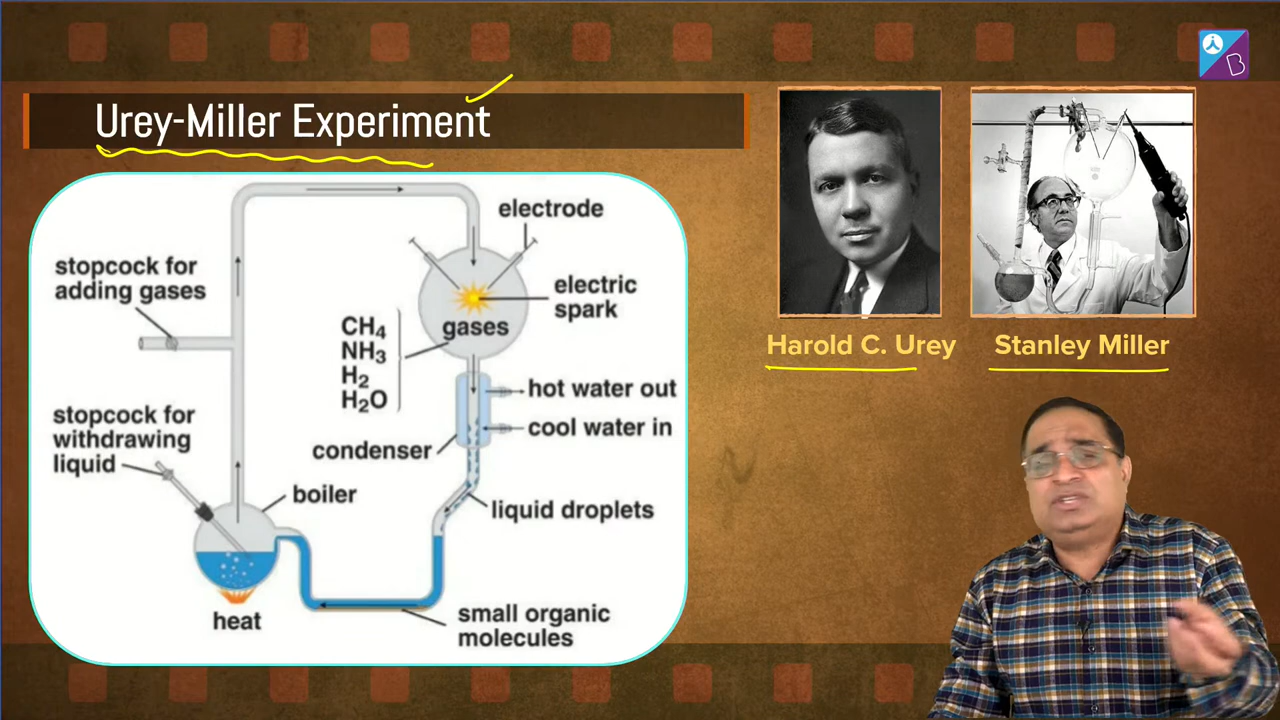 Urey-Miller Experiment
electrode
stopcock for
adding gases
electric
spark
gases
CH₄
NH₃
H₂
H₂O
hot water out
cool water in
condenser
stopcock for
withdrawing
liquid
boiler
liquid droplets
heat
small organic
molecules
Harold C. Urey
Stanley Miller
B